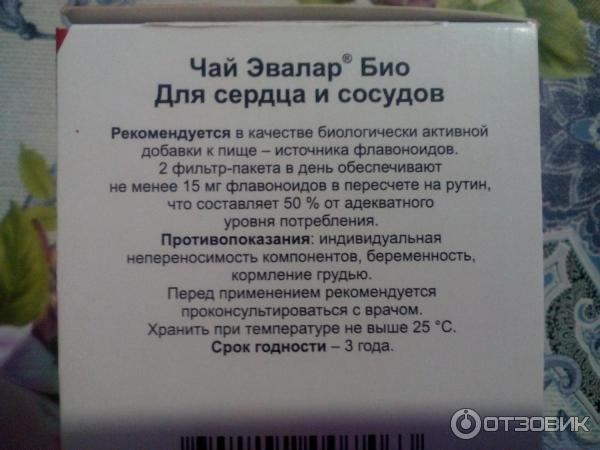 Чай Эвалар® Био
Для сердца и сосудов
Рекомендуется в качестве биологически активной
добавки к пище – источника флавоноидов.
2 фильтр-пакета в день обеспечивают
не менее 15 мг флавоноидов в пересчете на рутин,
что составляет 50 % от адекватного
уровня потребления.
Противопоказания: индивидуальная
непереносимость компонентов, беременность,
кормление грудью.
Перед применением рекомендуется
проконсультироваться с врачом.
Хранить при температуре не выше 25 °С.
Срок годности – 3 года.
ОТЗОВИК